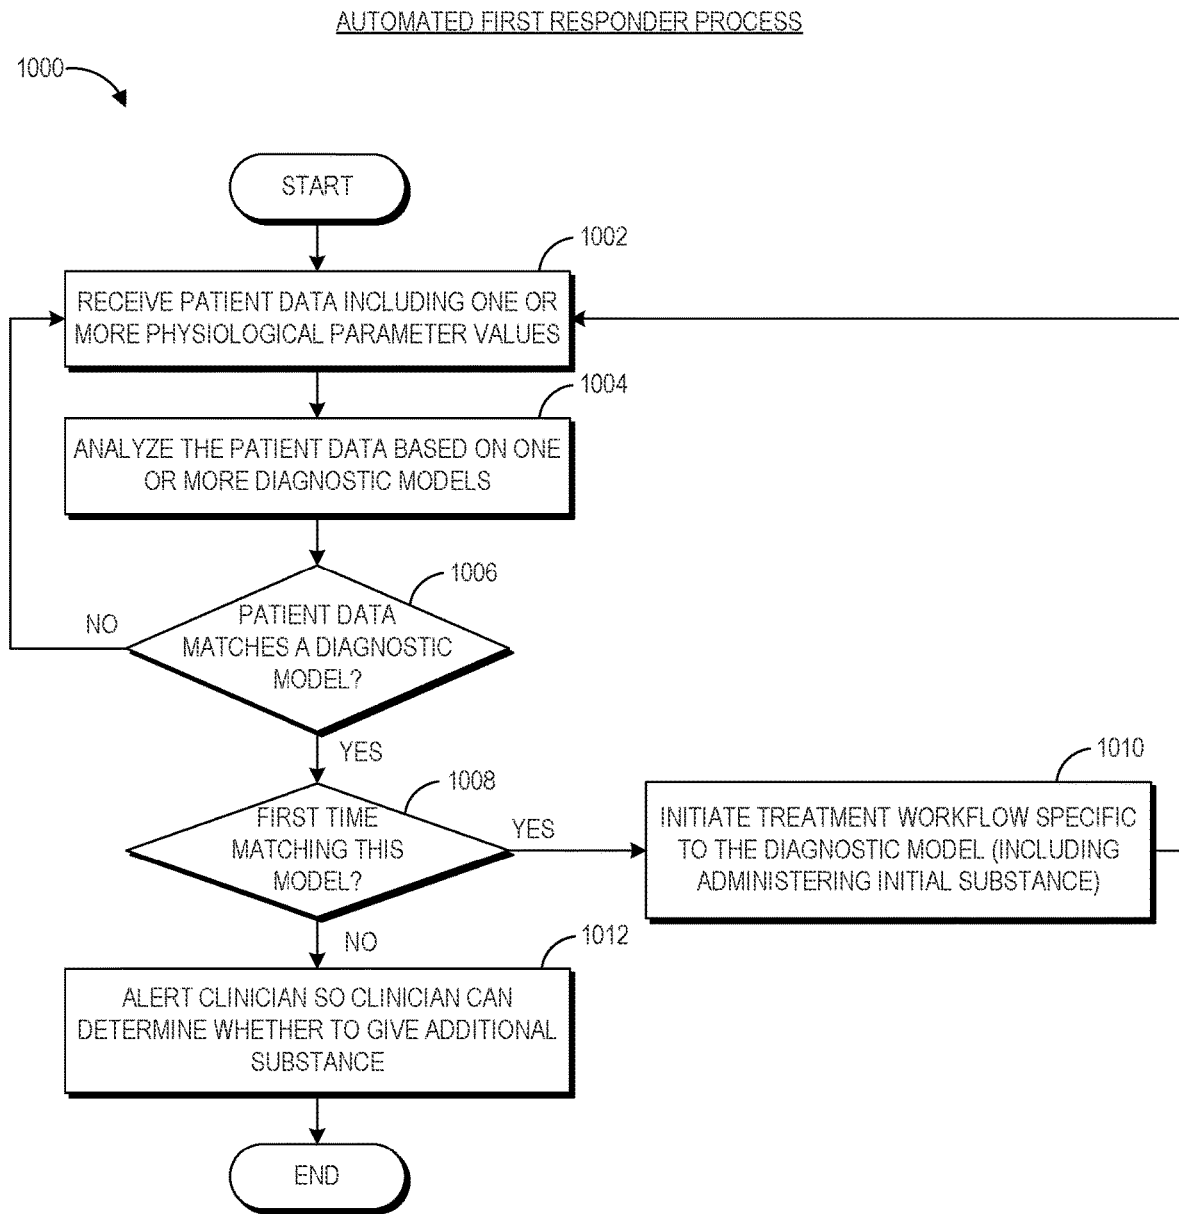 AUTOMATED FIRST RESPONDER PROCESS
1000
START
1002
RECEIVE PATIENT DATA INCLUDING ONE OR
MORE PHYSIOLOGICAL PARAMETER VALUES
1004
ANALYZE THE PATIENT DATA BASED ON ONE
OR MORE DIAGNOSTIC MODELS
1006
PATIENT DATA
MATCHES A DIAGNOSTIC
MODEL?
NO
YES
1008
FIRST TIME
MATCHING THIS
MODEL?
YES
1010
INITIATE TREATMENT WORKFLOW SPECIFIC
TO THE DIAGNOSTIC MODEL (INCLUDING
ADMINISTERING INITIAL SUBSTANCE)
NO
1012
ALERT CLINICIAN SO CLINICIAN CAN
DETERMINE WHETHER TO GIVE ADDITIONAL
SUBSTANCE
END